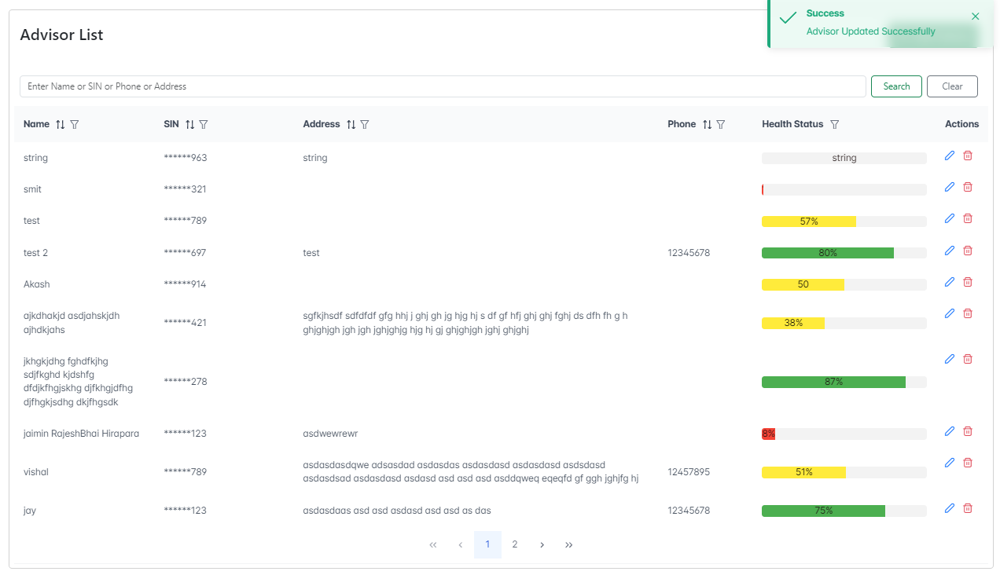 Advisor List
Success
Advisor Updated Successfully
Enter Name or SIN or Phone or Address
Search
Clear
Name SIN Address Phone Health Status Actions
string ******963 string string
smit ******321
test ******789 57%
test 2 ******697 test 12345678 80%
Akash ******914 50
ajkdhakjd asdjahskjdh
ajhdkjahs
******421
sgfkjhsdf sdfdfdf gfg hhj j ghj gh jg hjg hj s df gf hfj ghj ghj fghj ds dfh fh g h
ghjghjgh jgh jgh jghjghjg hjg hj gj ghjghjgh jghj ghjghj
38%
jkhgkjdhg fghdfkjhg
sdjfkghd kjdshfg
dfdjkfhgjskhg djfkhgjdfhg
djfhgkjsdhg dkjfhgsdk
******278
87%
jaimin RajeshBhai Hirapara ******123 asdwewrewr 8%
vishal
******789
asdasdasdqwe adsasdad asdasdas asdasdasd asdasdasd asdsdasd
asdasdsad asdasdasd asdasd asd asd asd asddqweq eqeqfd gf ggh jghjfg hj
12457895
51%
jay ******123 asdasdaas asd asd asdasd asd asd as das 12345678 75%
1 2